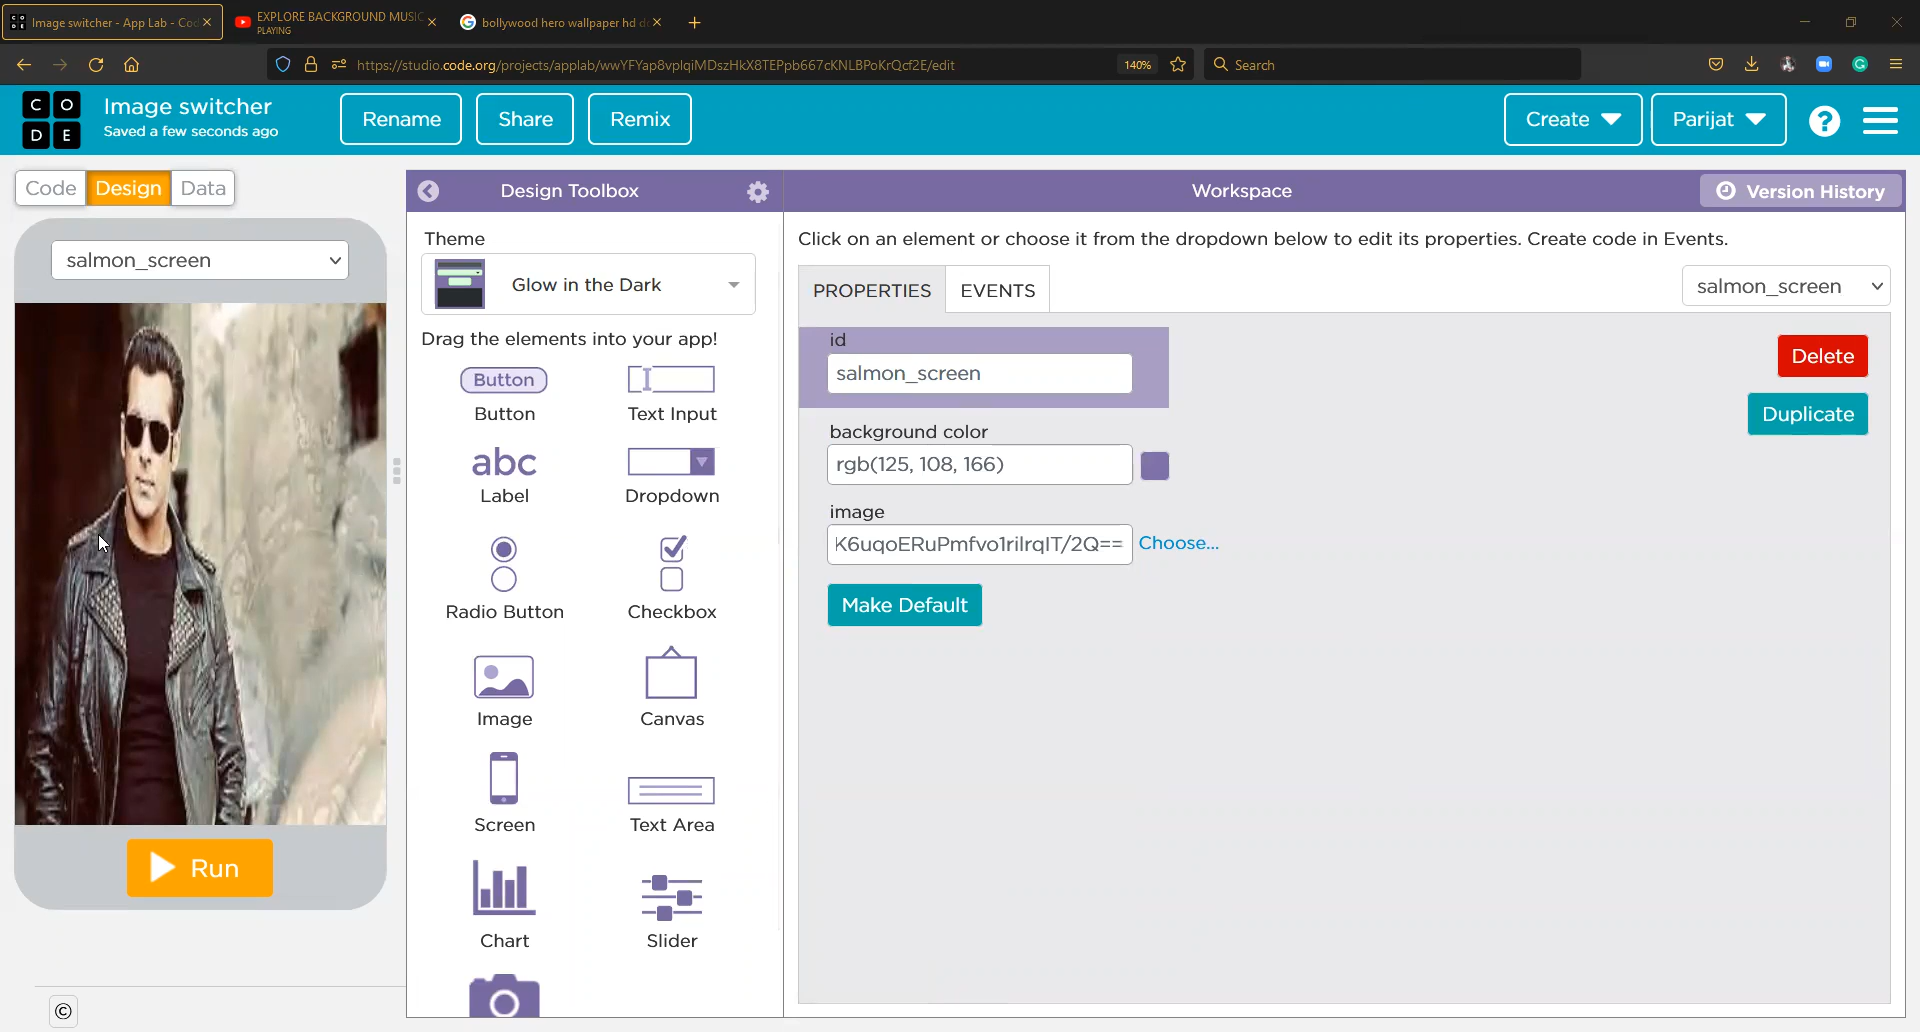 Image switcher - App Lab - Co
EXPLORE BACKGROUND MUSIC
PLAYING
bollywood hero wallpaper hd d
https://studio.code.org/projects/applab/wwYFYap8vplqiMDszHkX8TEPpb667cKNLBPoKrQcf2E/edit
140%
Search
C O
D E
Image switcher
Saved a few seconds ago
Rename
Share
Remix
Create
Parijat
?
Code
Design
Data
Design Toolbox
Workspace
Version History
salmon_screen
Theme
Glow in the Dark
Drag the elements into your app!
Button
Button
Text Input
abc
Label
Dropdown
Radio Button
Checkbox
Image
Canvas
Screen
Text Area
Chart
Slider
Click on an element or choose it from the dropdown below to edit its properties. Create code in Events.
PROPERTIES
EVENTS
salmon_screen
id
salmon_screen
Delete
Duplicate
background color
rgb(125, 108, 166)
image
K6uqoERuPmfvo1rilrqIT/2Q==
Choose...
Make Default
Run
©